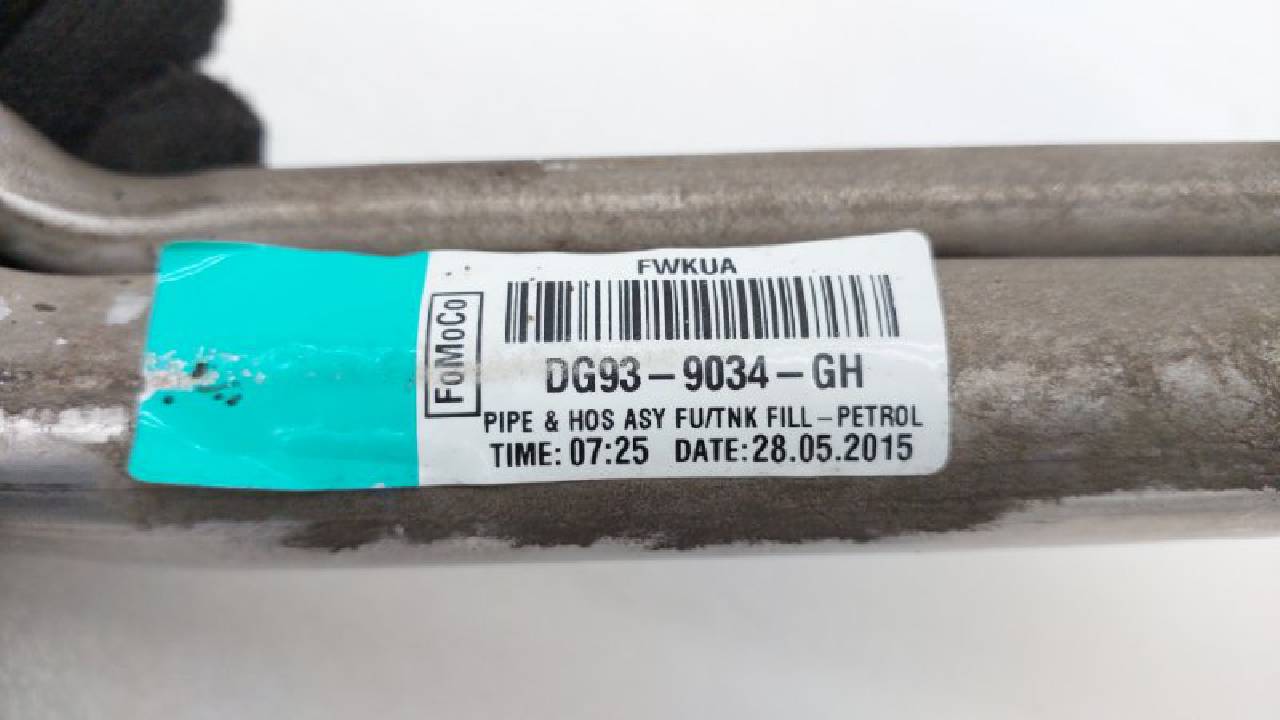 FWKUA
FoMoCo
DG93-9034-GH
PIPE & HOS ASY FU/TNK FILL-PETROL
TIME: 07:25 DATE:28.05.2015